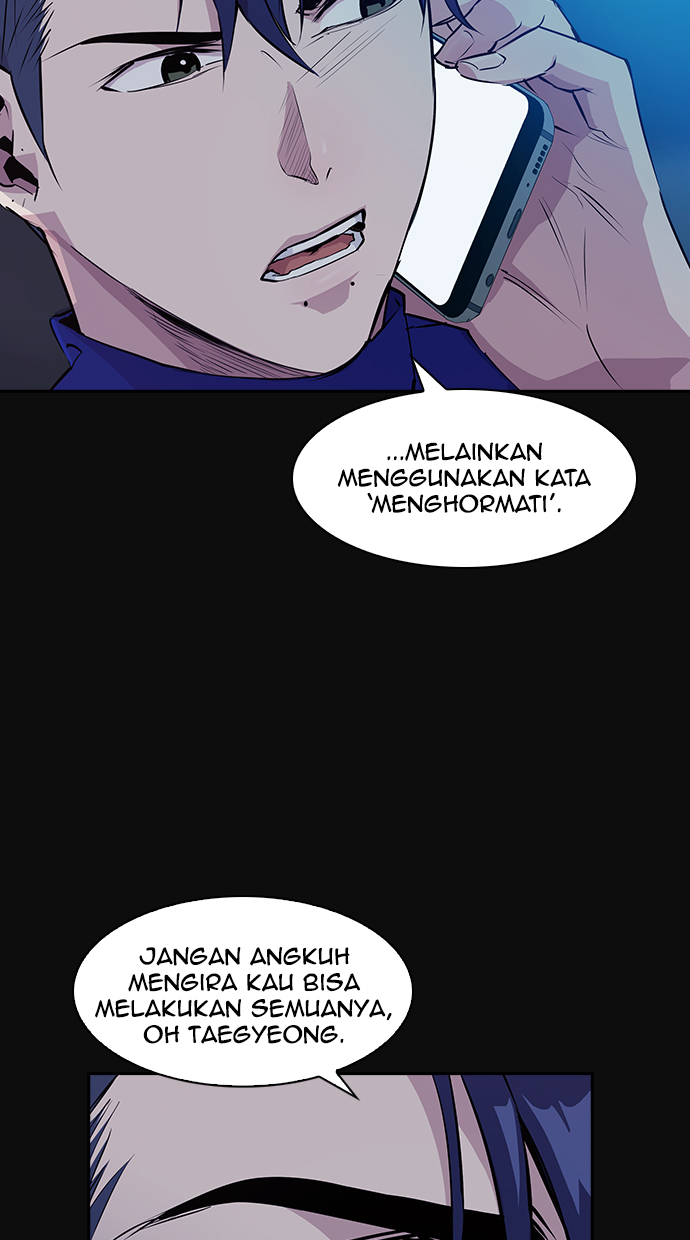 ...MELAINKAN
MENGGUNAKAN KATA
‘MENGHORMATI’.
JANGAN ANGKUH
MENGIRA KAU BISA
MELAKUKAN SEMUANYA,
OH TAEGYEONG.